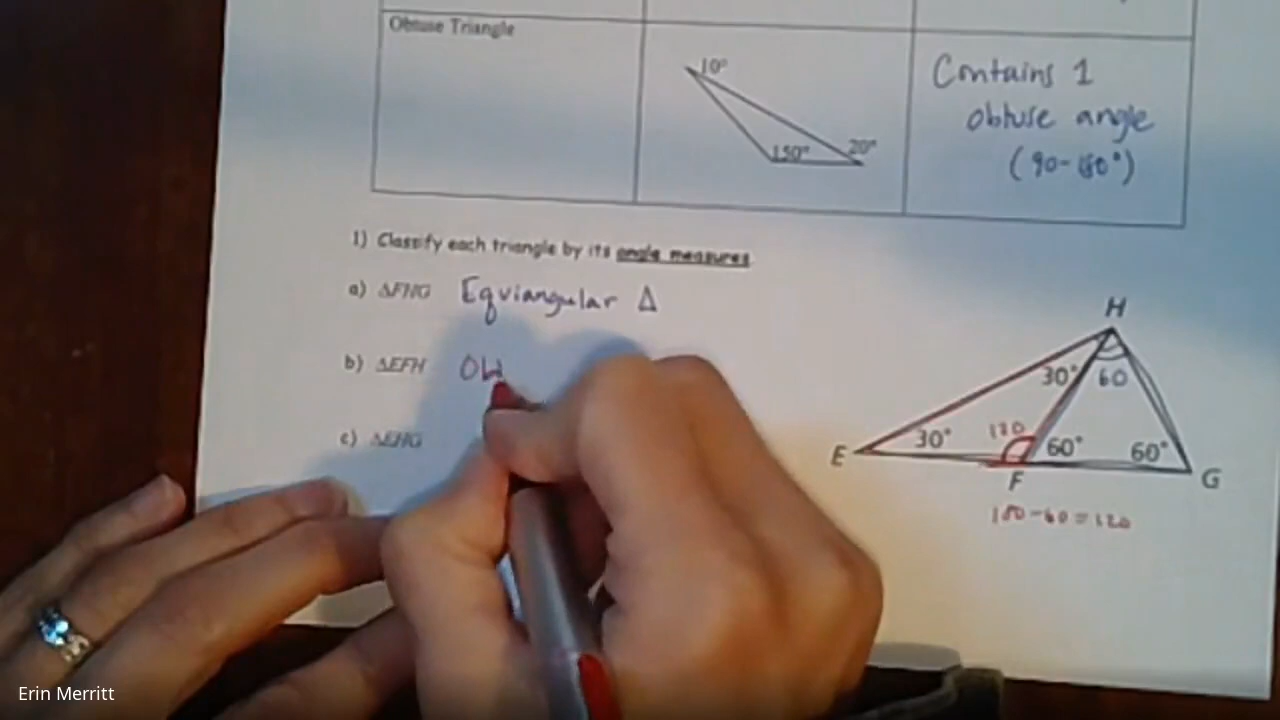 Obtuse Triangle
10°
150°
20°
Contains 1
obtuse angle
(90-180°)
1) Classify each triangle by its angle measures
a) ΔFHG Equiangular Δ
b) ΔEFH Obt
c) ΔEHG
H
30° 60
E 30° 120 60° 60° G
F
180-60=120
Erin Merritt